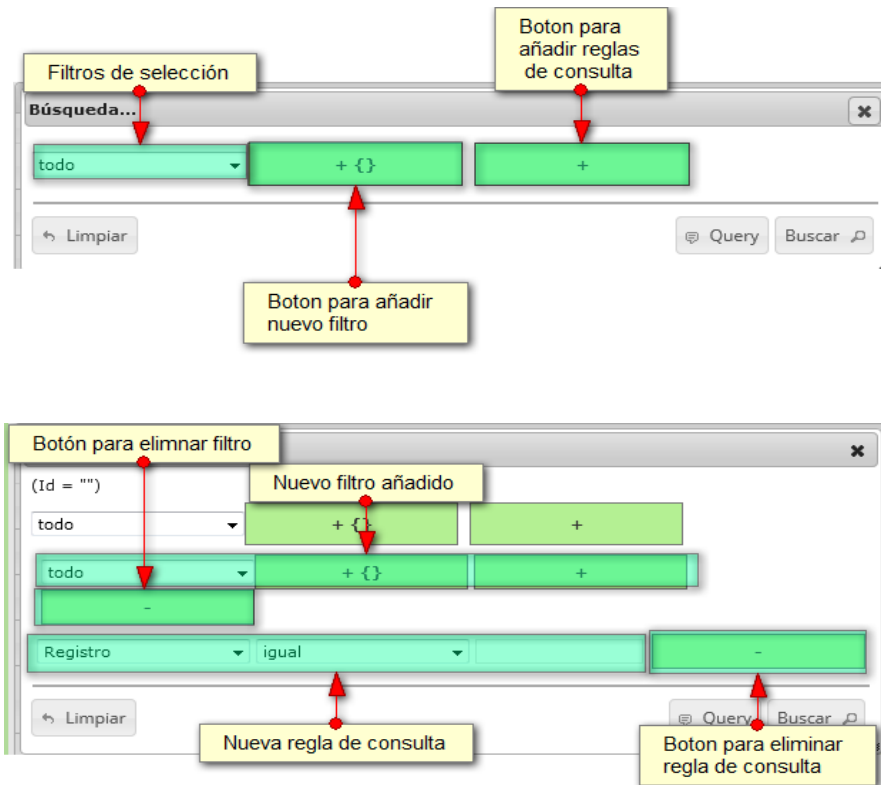 Boton para
añadir reglas
de consulta
Filtros de selección
Búsqueda...
todo
+ {}
+
Limpiar
Query
Buscar
Boton para añadir
nuevo filtro
Botón para elimnar filtro
(Id = "")
Nuevo filtro añadido
todo
+ {}
+
todo
+ {}
+
-
Registro
igual
-
Limpiar
Query
Buscar
Nueva regla de consulta
Boton para eliminar
regla de consulta